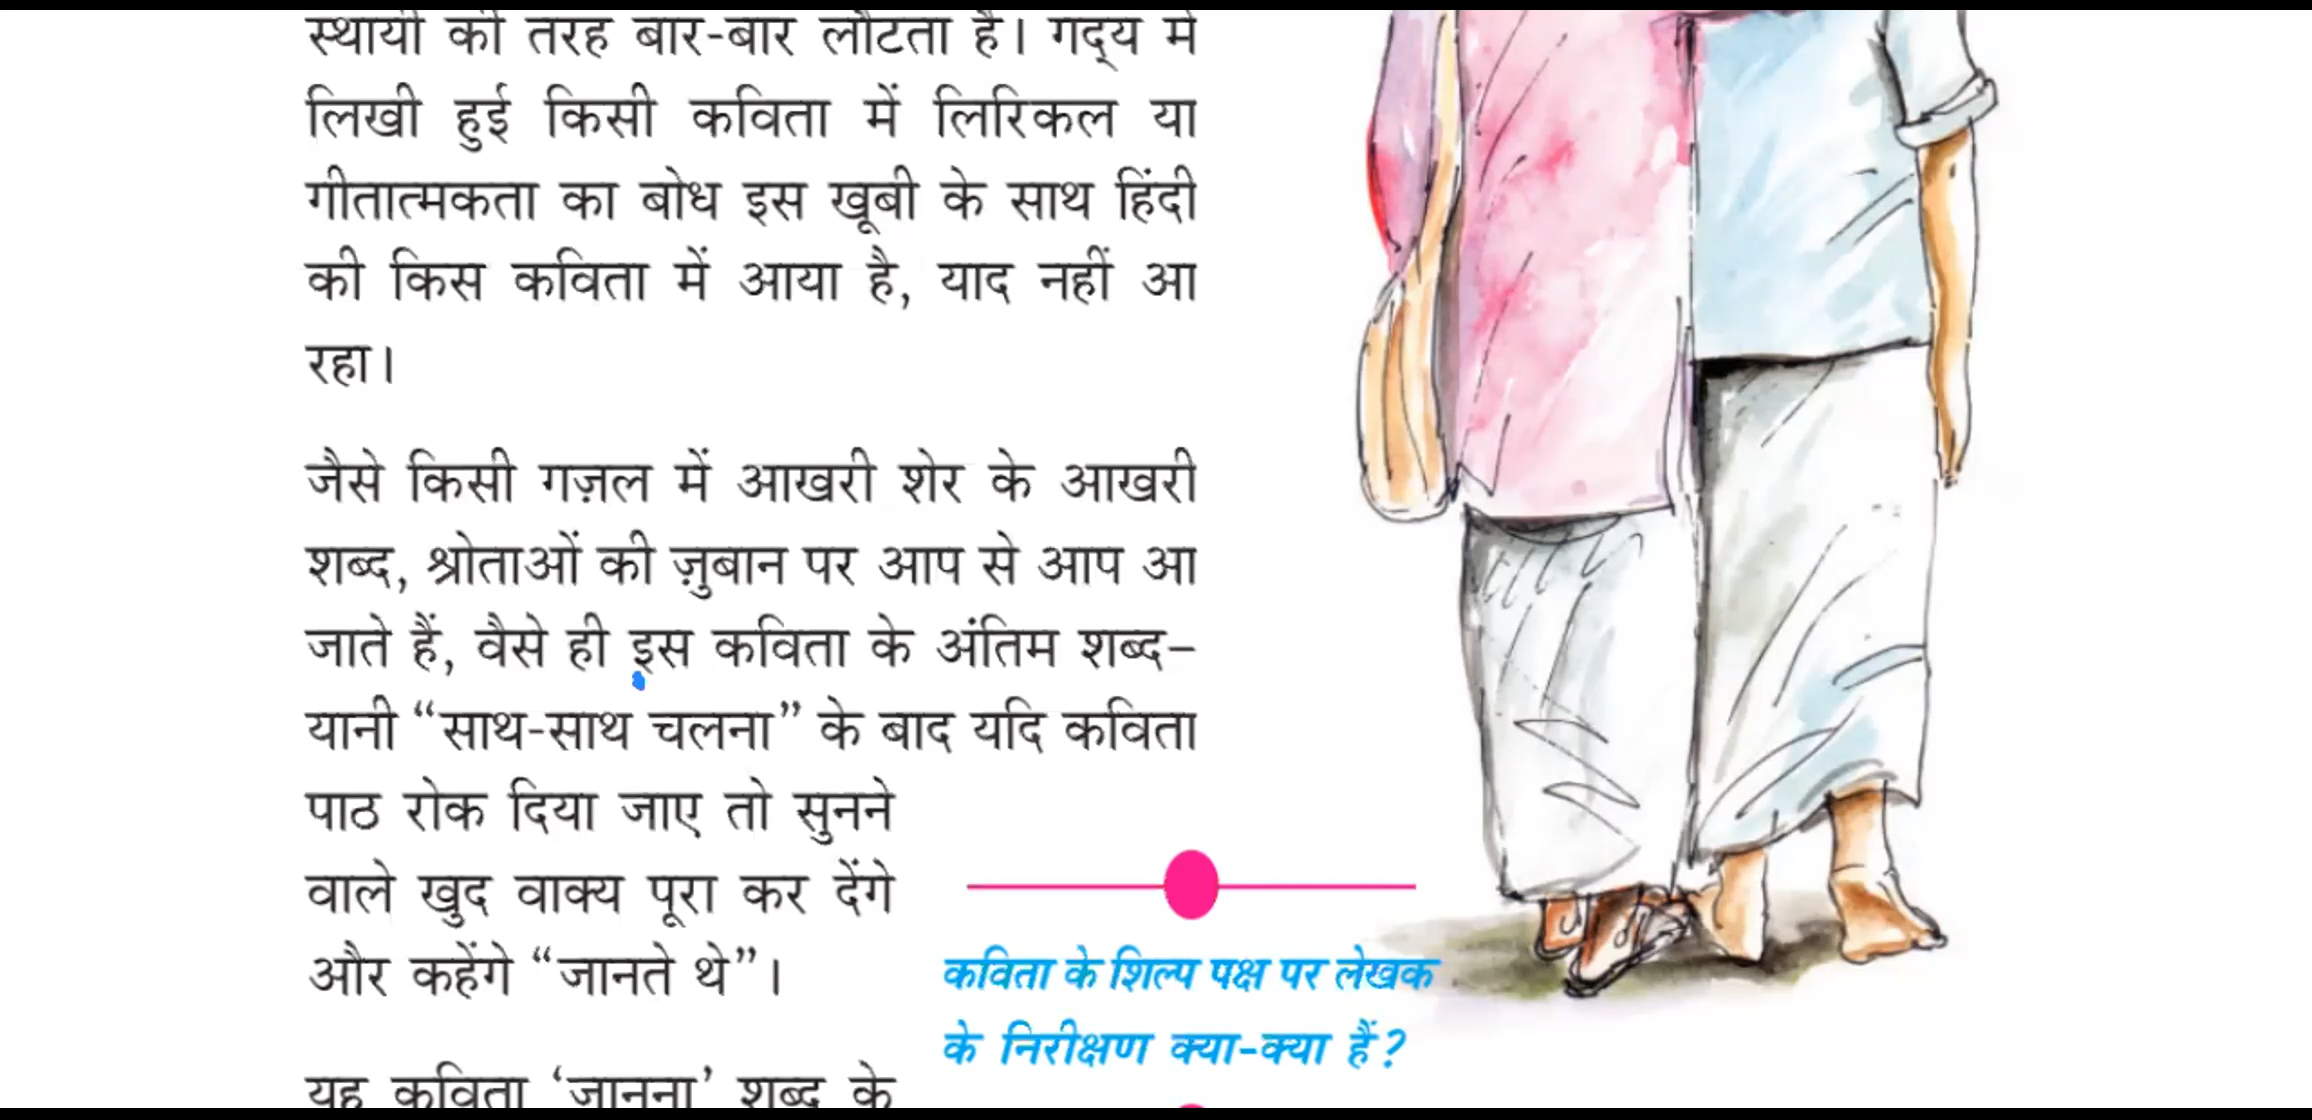 स्थायी की तरह बार-बार लौटता है। गद्य में
लिखी हुई किसी कविता में लिरिकल या
गीतात्मकता का बोध इस खूबी के साथ हिंदी
की किस कविता में आया है, याद नहीं आ
रहा।
जैसे किसी गज़ल में आखरी शेर के आखरी
शब्द, श्रोताओं की ज़ुबान पर आप से आप आ
जाते हैं, वैसे ही इस कविता के अंतिम शब्द–
यानी “साथ-साथ चलना” के बाद यदि कविता
पाठ रोक दिया जाए तो सुनने
वाले खुद वाक्य पूरा कर देंगे
और कहेंगे “जानते थे”।
यह कविता ‘जानना’ शब्द के
कविता के शिल्प पक्ष पर लेखक
के निरीक्षण क्या-क्या हैं?